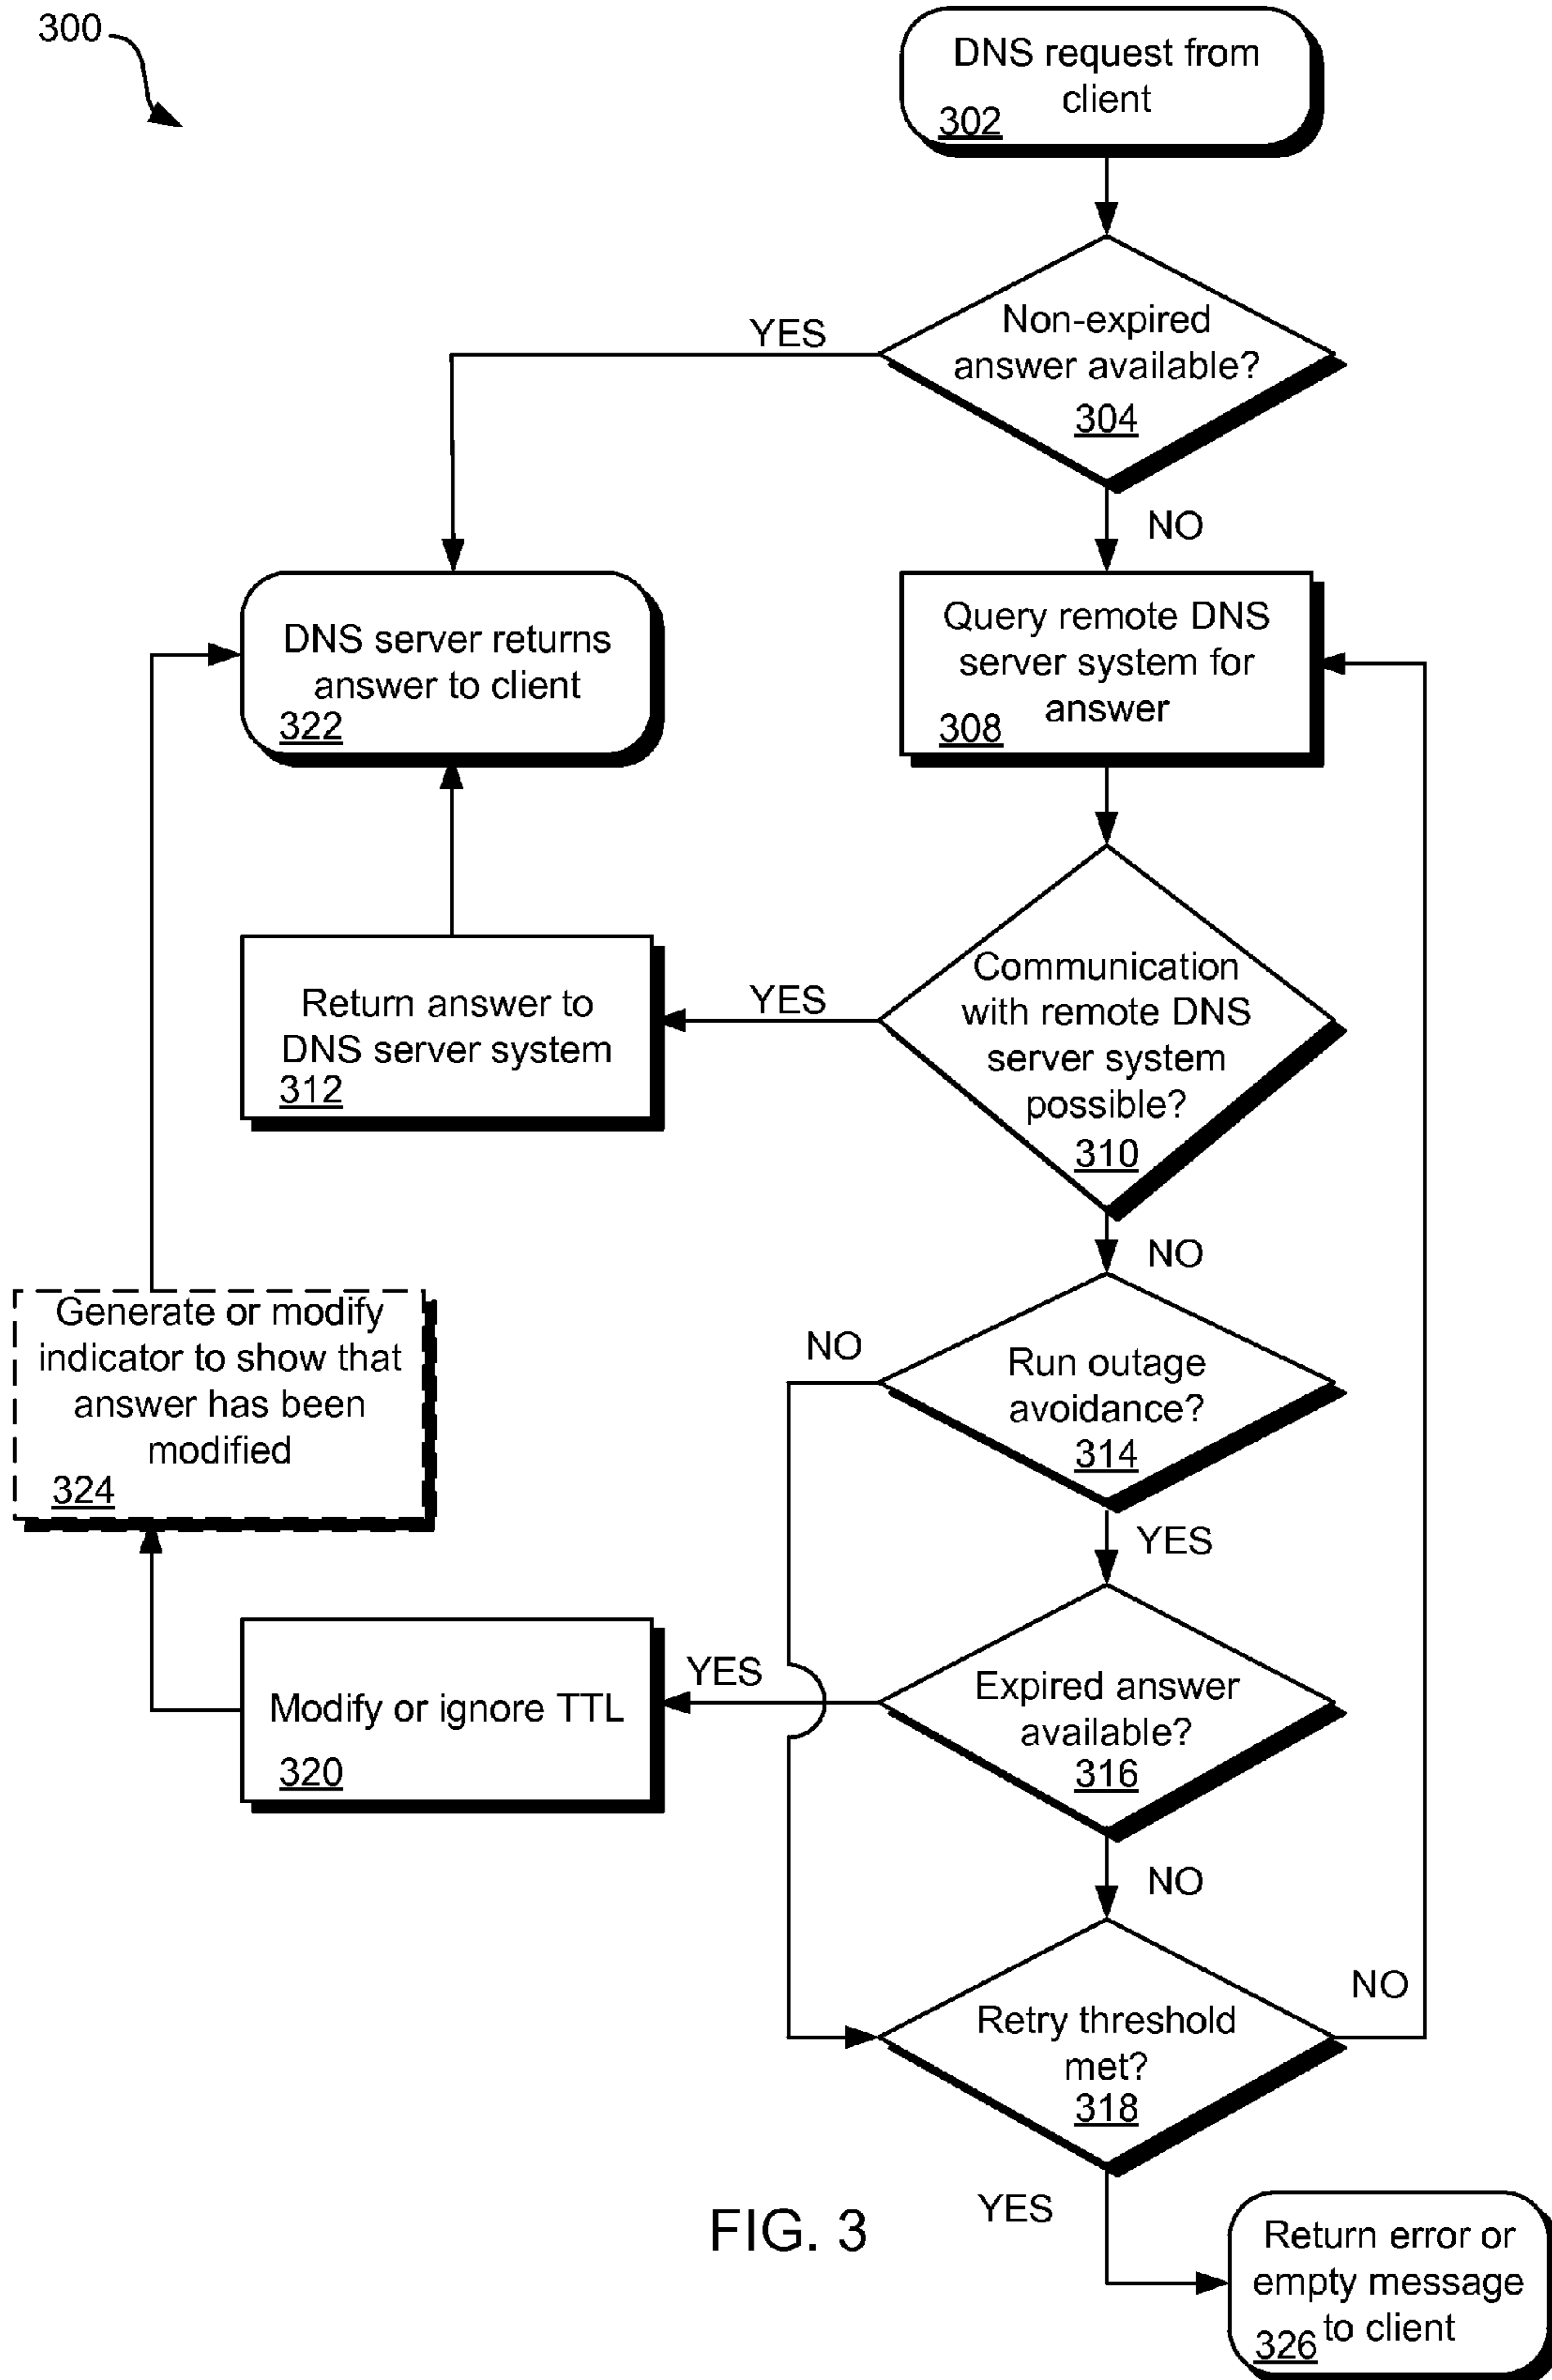 300
DNS request from
client
302
Non-expired
answer available?
304
YES
NO
DNS server returns
answer to client
322
Query remote DNS
server system for
answer
308
Communication
with remote DNS
server system
possible?
310
YES
Return answer to
DNS server system
312
NO
Run outage
avoidance?
314
NO
YES
Generate or modify
indicator to show that
answer has been
modified
324
Expired answer
available?
316
YES
Modify or ignore TTL
320
NO
Retry threshold
met?
318
NO
YES
Return error or
empty message
to client
326
FIG. 3